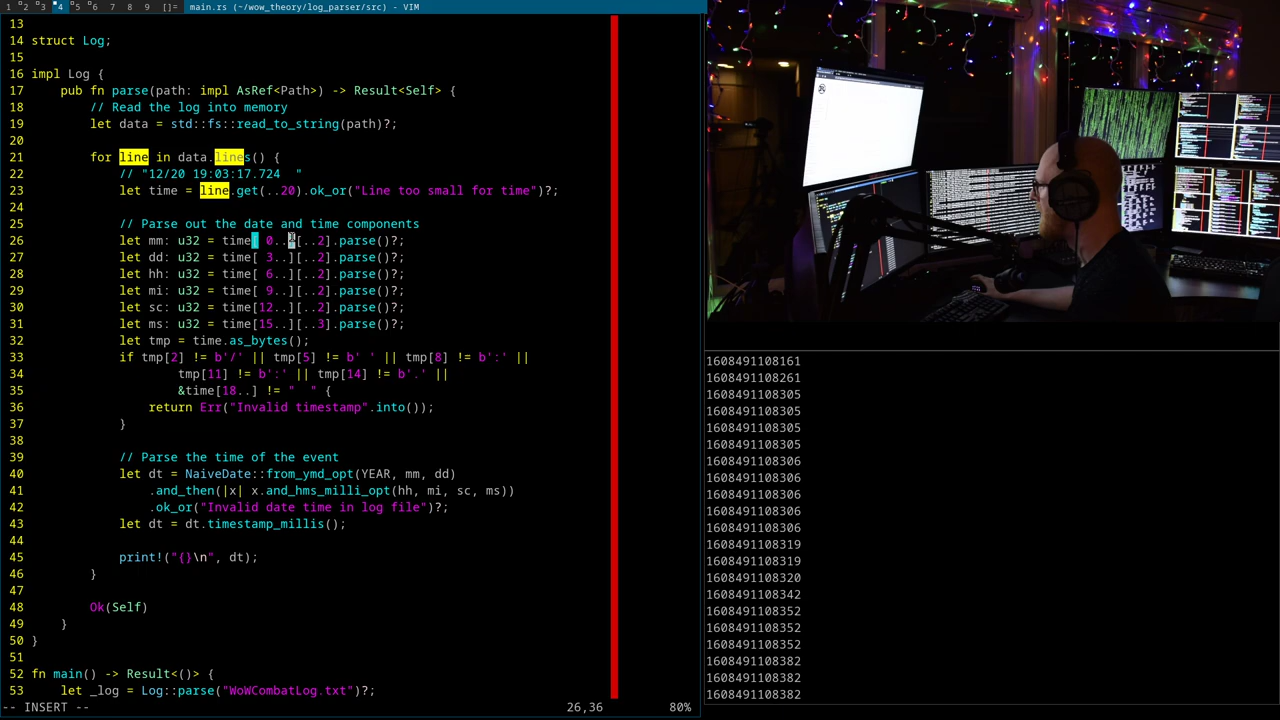 1 2 3 4 5 6 7 8 9 []= main.rs (~/wow_theory/log_parser/src) - VIM
13
14 struct Log;
15
16 impl Log {
17     pub fn parse(path: impl AsRef<Path>) -> Result<Self> {
18         // Read the log into memory
19         let data = std::fs::read_to_string(path)?;
20
21         for line in data.lines() {
22             // "12/20 19:03:17.724  "
23             let time = line.get(..20).ok_or("Line too small for time")?;
24
25             // Parse out the date and time components
26             let mm: u32 = time[ 0..][..2].parse()?;
27             let dd: u32 = time[ 3..][..2].parse()?;
28             let hh: u32 = time[ 6..][..2].parse()?;
29             let mi: u32 = time[ 9..][..2].parse()?;
30             let sc: u32 = time[12..][..2].parse()?;
31             let ms: u32 = time[15..][..3].parse()?;
32             let tmp = time.as_bytes();
33             if tmp[2] != b'/' || tmp[5] != b' ' || tmp[8] != b':' ||
34                     tmp[11] != b':' || tmp[14] != b'.' ||
35                     &time[18..] != "  " {
36                 return Err("Invalid timestamp".into());
37             }
38
39             // Parse the time of the event
40             let dt = NaiveDate::from_ymd_opt(YEAR, mm, dd)
41                 .and_then(|x| x.and_hms_milli_opt(hh, mi, sc, ms))
42                 .ok_or("Invalid date time in log file")?;
43             let dt = dt.timestamp_millis();
44
45             print!("{}\n", dt);
46         }
47
48         Ok(Self)
49     }
50 }
51
52 fn main() -> Result<()> {
53     let _log = Log::parse("WoWCombatLog.txt")?;
-- INSERT -- 26,36 80%
1608491108161
1608491108261
1608491108305
1608491108305
1608491108305
1608491108305
1608491108306
1608491108306
1608491108306
1608491108306
1608491108306
1608491108319
1608491108319
1608491108320
1608491108342
1608491108352
1608491108352
1608491108352
1608491108382
1608491108382
1608491108382